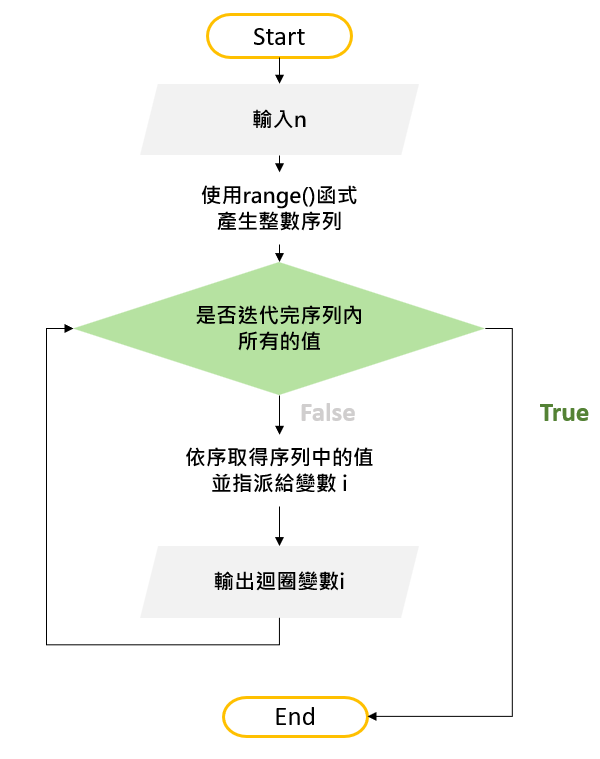 Start
輸入n
使用range()函式
產生整數序列
是否迭代完序列內
所有的值
False
True
依序取得序列中的值
並指派給變數 i
輸出迴圈變數i
End